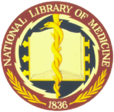 NATIONAL LIBRARY OF MEDICINE
·1836·